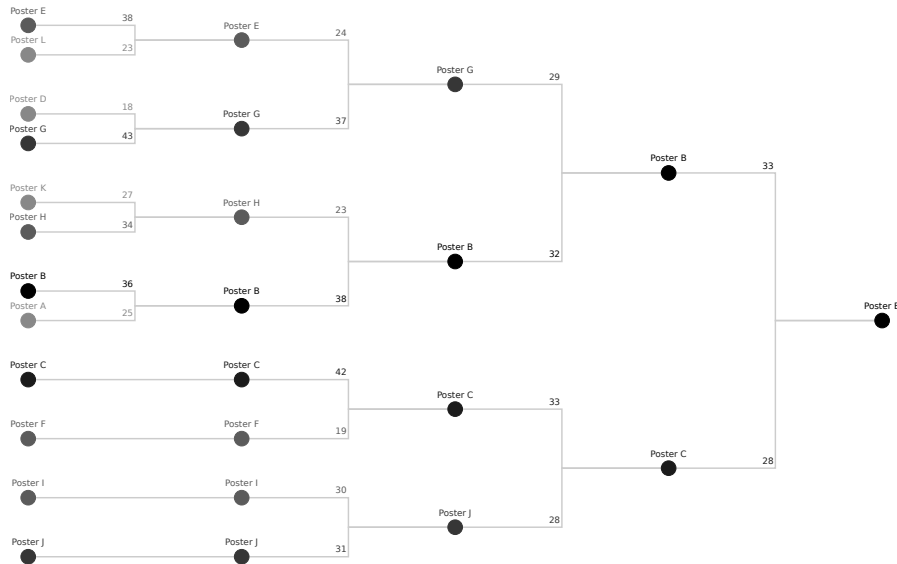 Poster E
38
Poster L
23
Poster E
24
Poster D
18
Poster G
43
Poster G
37
Poster G
29
Poster K
27
Poster H
34
Poster H
23
Poster B
36
Poster A
25
Poster B
38
Poster B
32
Poster B
33
Poster C
Poster C
42
Poster F
Poster F
19
Poster C
33
Poster I
Poster I
30
Poster J
Poster J
31
Poster J
28
Poster C
28
Poster B